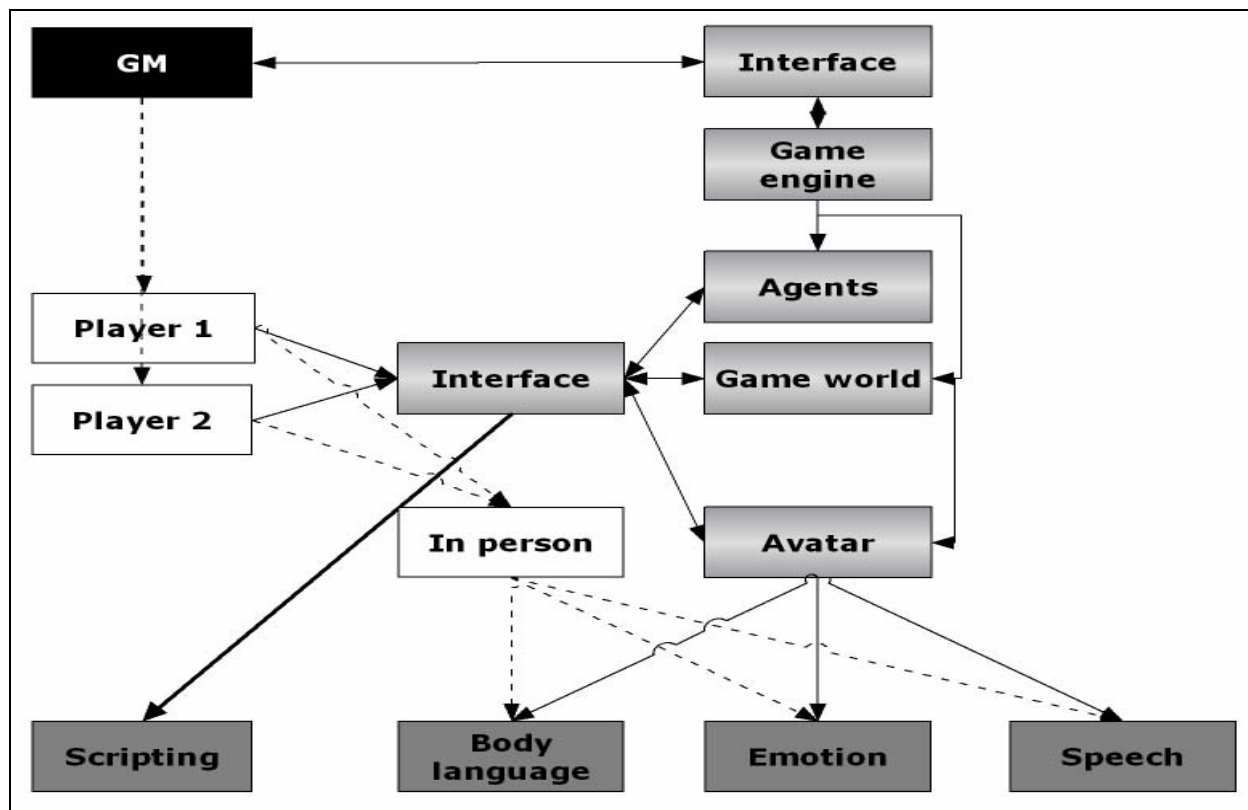 GM
Interface
Game
engine
Agents
Player 1
Interface
Game world
Player 2
In person
Avatar
Scripting
Body
language
Emotion
Speech